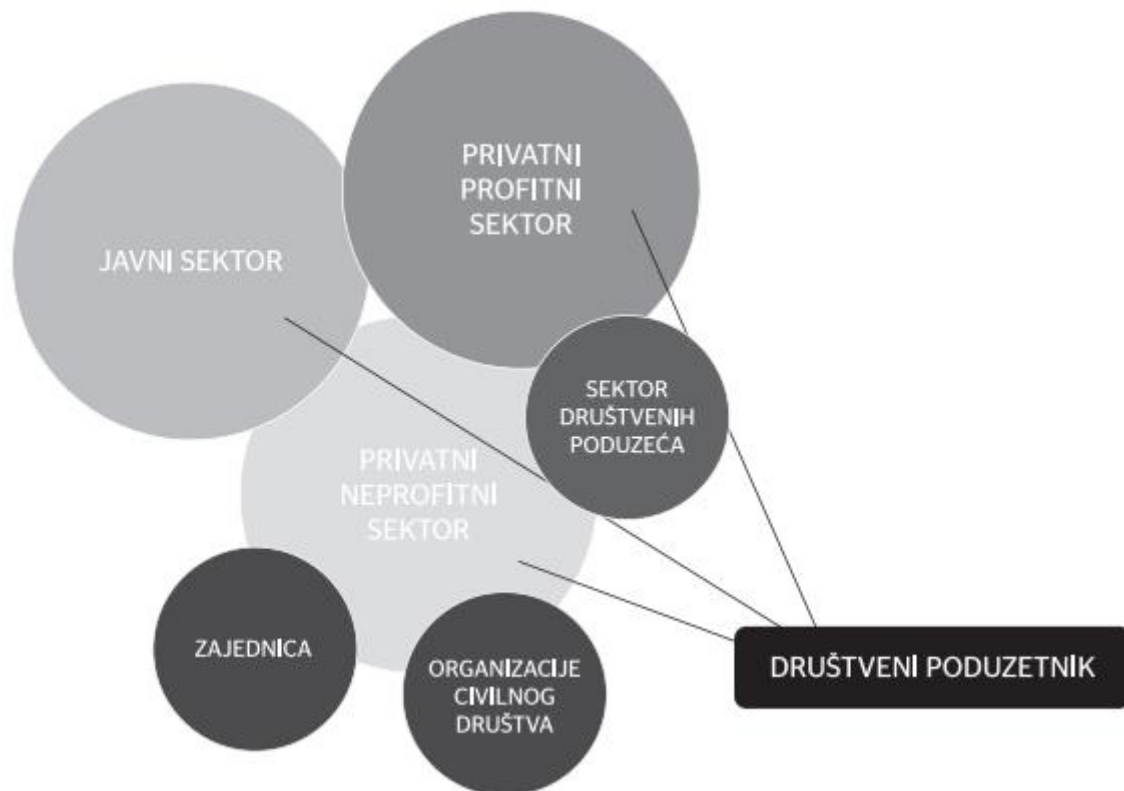 PRIVATNI
PROFITNI
SEKTOR
JAVNI SEKTOR
SEKTOR
DRUŠTVENIH
PODUZEĆA
PRIVATNI
NEPROFITNI
SEKTOR
ZAJEDNICA
ORGANIZACIJE
CIVILNOG
DRUŠTVA
DRUŠTVENI PODUZETNIK